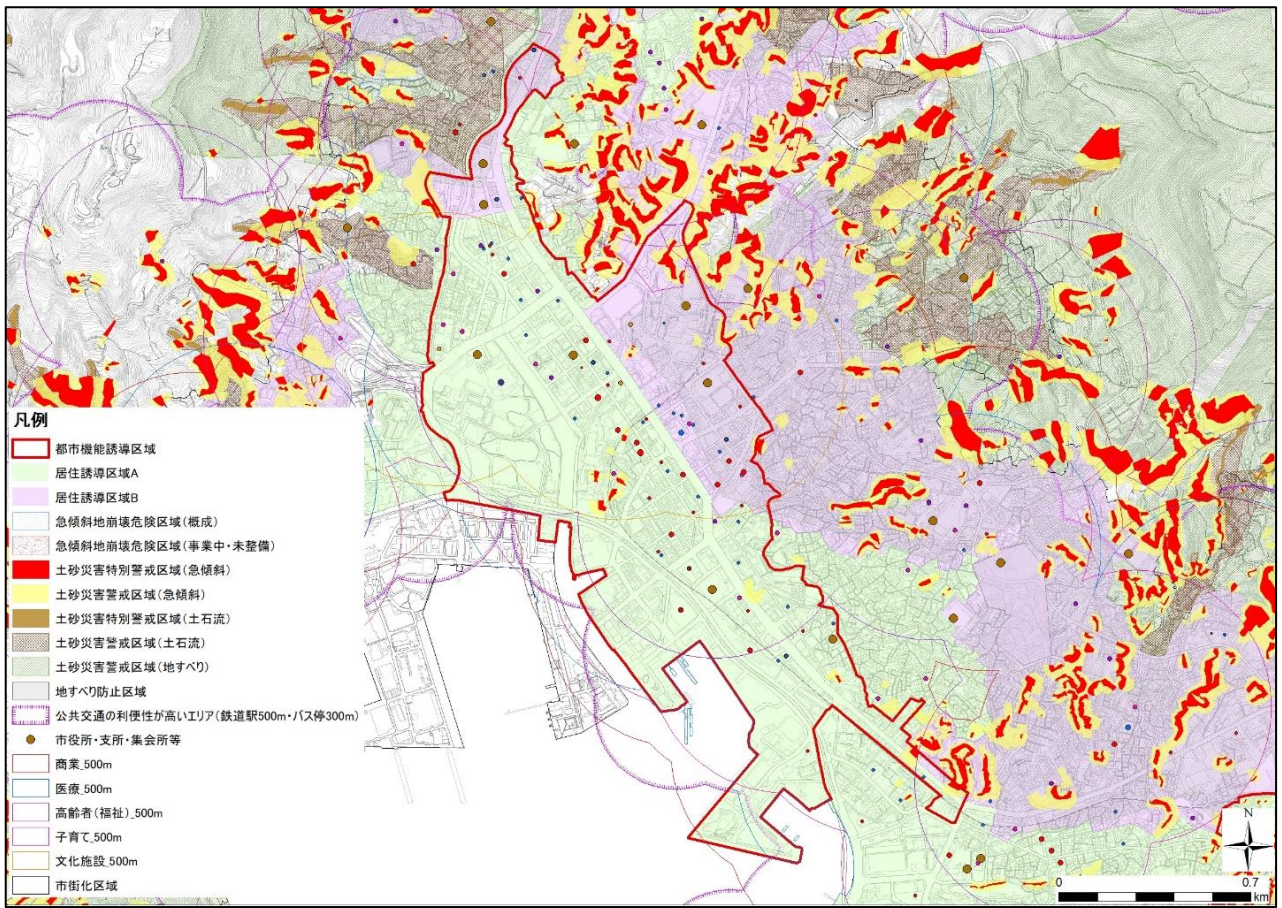 凡例
都市機能誘導区域
居住誘導区域A
居住誘導区域B
急傾斜地崩壊危険区域(概成)
急傾斜地崩壊危険区域(事業中・未整備)
土砂災害特別警戒区域(急傾斜)
土砂災害警戒区域(急傾斜)
土砂災害特別警戒区域(土石流)
土砂災害警戒区域(土石流)
土砂災害警戒区域(地すべり)
地すべり防止区域
公共交通の利便性が高いエリア(鉄道駅500m・バス停300m)
市役所・支所・集会所等
商業_500m
医療_500m
高齢者(福祉)_500m
子育て_500m
文化施設_500m
市街化区域
N
0 0.7
km